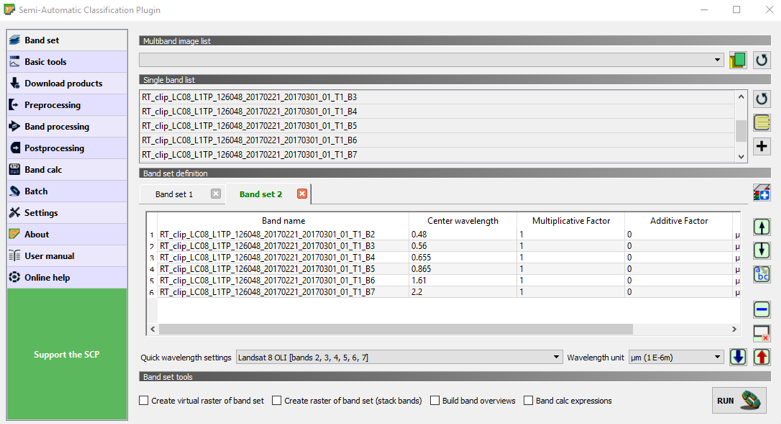 Semi-Automatic Classification Plugin
Band set
Basic tools
Download products
Preprocessing
Band processing
Postprocessing
Band calc
Batch
Settings
About
User manual
Online help
Support the SCP
Multiband image list
Single band list
RT_clip_LC08_L1TP_126048_20170221_20170301_01_T1_B3
RT_clip_LC08_L1TP_126048_20170221_20170301_01_T1_B4
RT_clip_LC08_L1TP_126048_20170221_20170301_01_T1_B5
RT_clip_LC08_L1TP_126048_20170221_20170301_01_T1_B6
RT_clip_LC08_L1TP_126048_20170221_20170301_01_T1_B7
Band set definition
Band set 1 Band set 2
Band name Center wavelength Multiplicative Factor Additive Factor
1 RT_clip_LC08_L1TP_126048_20170221_20170301_01_T1_B2 0.48 1 0 µ
2 RT_clip_LC08_L1TP_126048_20170221_20170301_01_T1_B3 0.56 1 0 µ
3 RT_clip_LC08_L1TP_126048_20170221_20170301_01_T1_B4 0.655 1 0 µ
4 RT_clip_LC08_L1TP_126048_20170221_20170301_01_T1_B5 0.865 1 0 µ
5 RT_clip_LC08_L1TP_126048_20170221_20170301_01_T1_B6 1.61 1 0 µ
6 RT_clip_LC08_L1TP_126048_20170221_20170301_01_T1_B7 2.2 1 0 µ
Quick wavelength settings Landsat 8 OLI [bands 2, 3, 4, 5, 6, 7] Wavelength unit µm (1 E-6m)
Band set tools
Create virtual raster of band set Create raster of band set (stack bands) Build band overviews Band calc expressions RUN